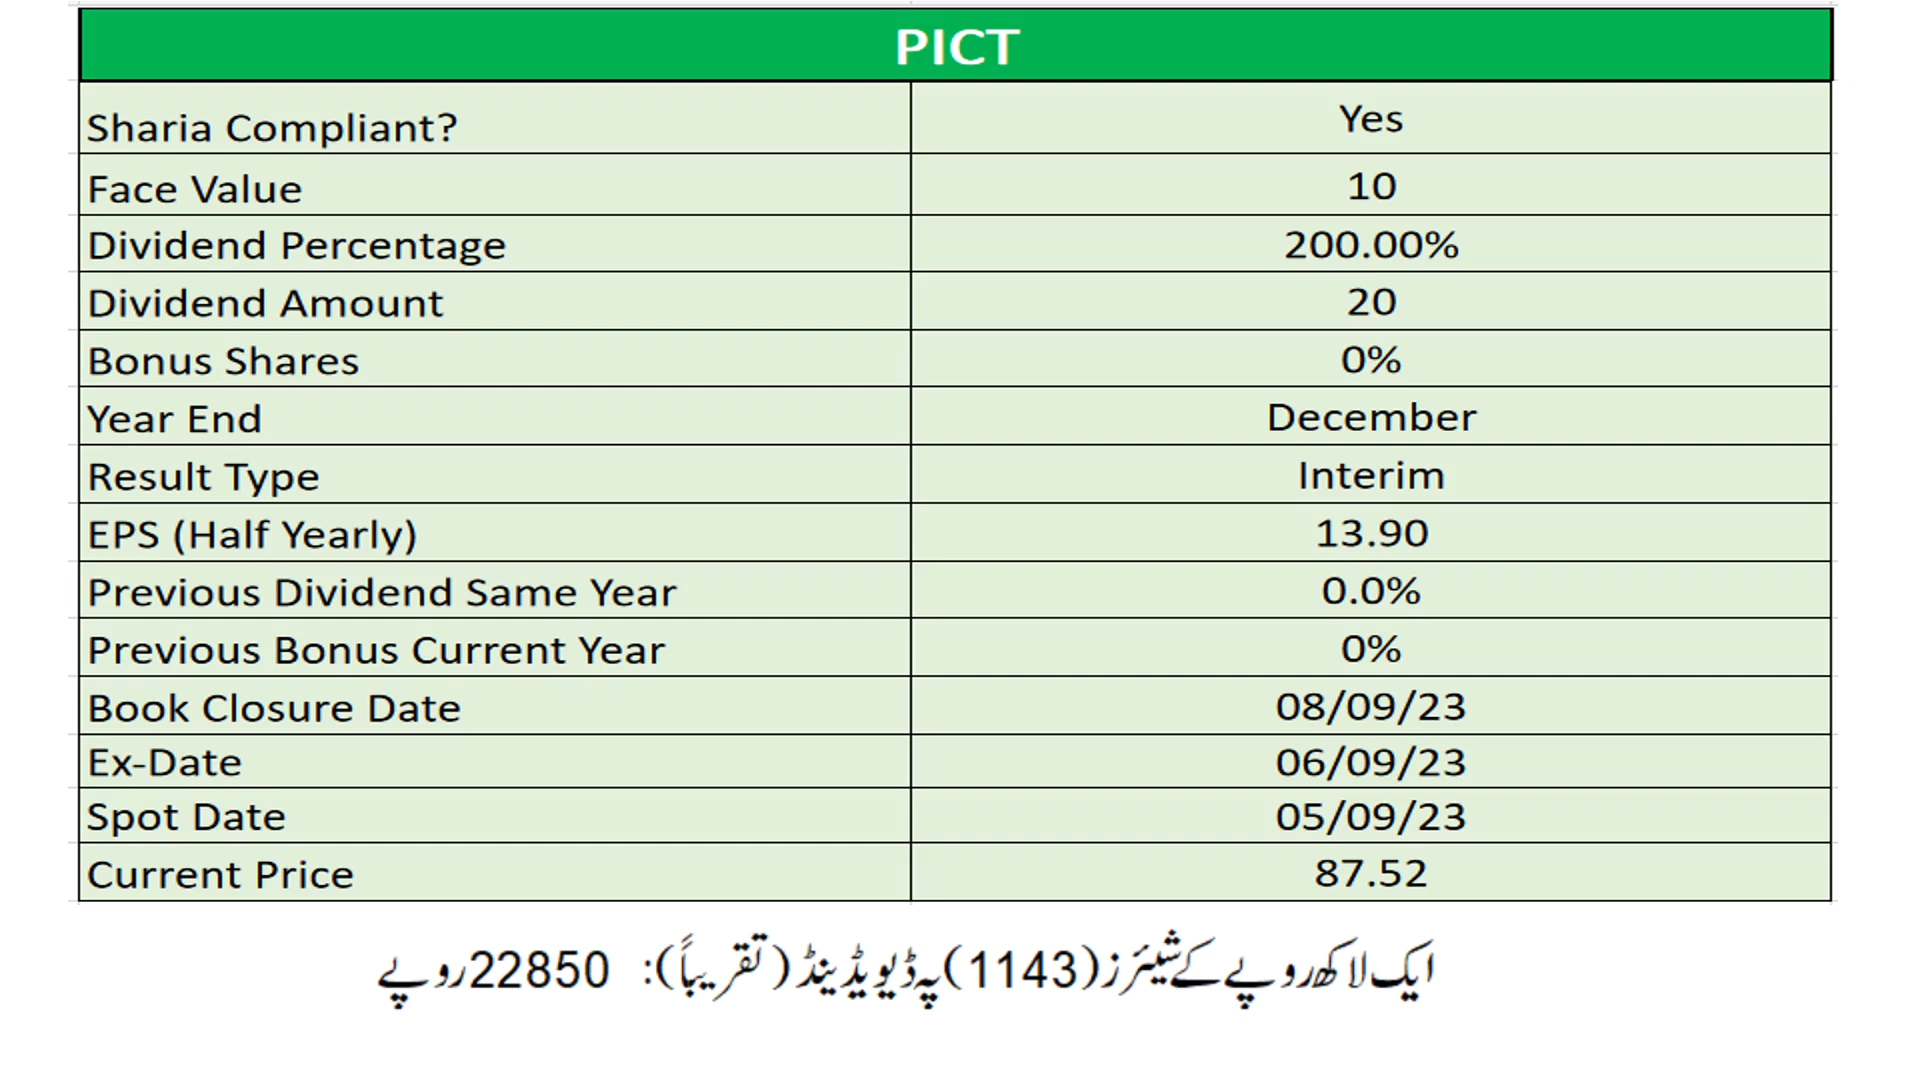 PICT
Sharia Compliant? Yes
Face Value 10
Dividend Percentage 200.00%
Dividend Amount 20
Bonus Shares 0%
Year End December
Result Type Interim
EPS (Half Yearly) 13.90
Previous Dividend Same Year 0.0%
Previous Bonus Current Year 0%
Book Closure Date 08/09/23
Ex-Date 06/09/23
Spot Date 05/09/23
Current Price 87.52
ایک لاکھ روپے کے شیئرز (1143) پہ ڈیویڈینڈ (تقریباً): 22850 روپے